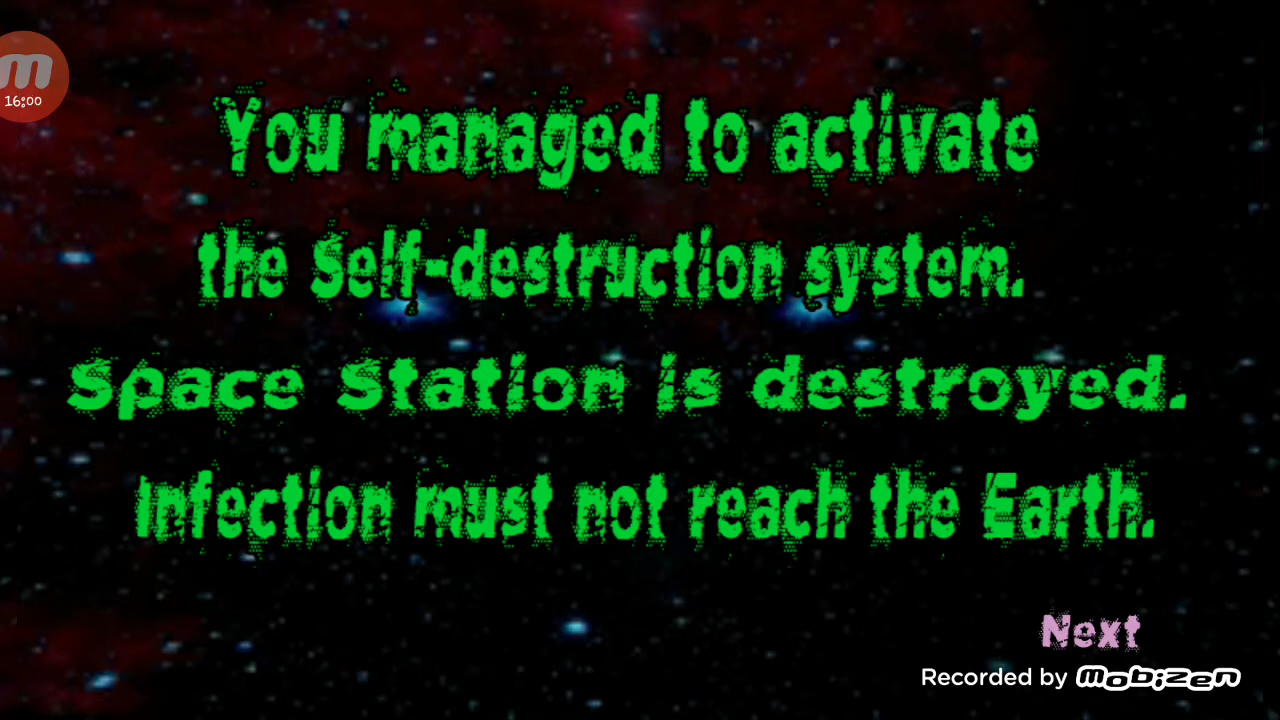 m
16:00
You managed to activate
the Self-destruction system.
Space Station is destroyed.
Infection must not reach the Earth.
Next
Recorded by mobizen